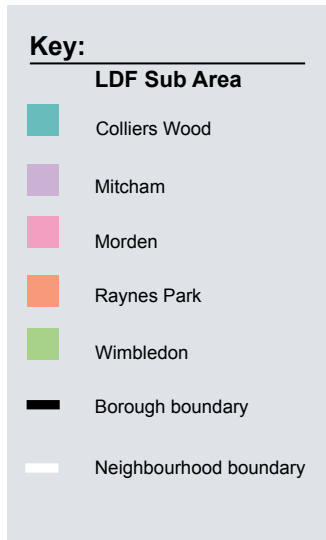 Key:
LDF Sub Area
Colliers Wood
Mitcham
Morden
Raynes Park
Wimbledon
Borough boundary
Neighbourhood boundary